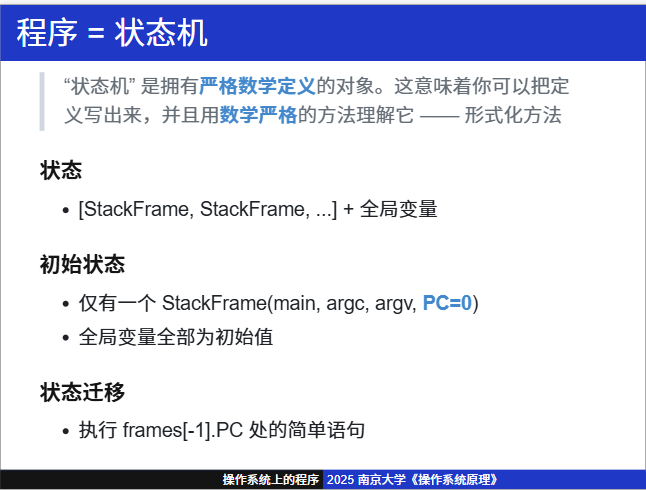 程序 = 状态机
“状态机” 是拥有严格数学定义的对象。这意味着你可以把定
义写出来，并且用数学严格的方法理解它 —— 形式化方法
状态
• [StackFrame, StackFrame, ...] + 全局变量
初始状态
• 仅有一个 StackFrame(main, argc, argv, PC=0)
• 全局变量全部为初始值
状态迁移
• 执行 frames[-1].PC 处的简单语句
操作系统上的程序 2025 南京大学《操作系统原理》